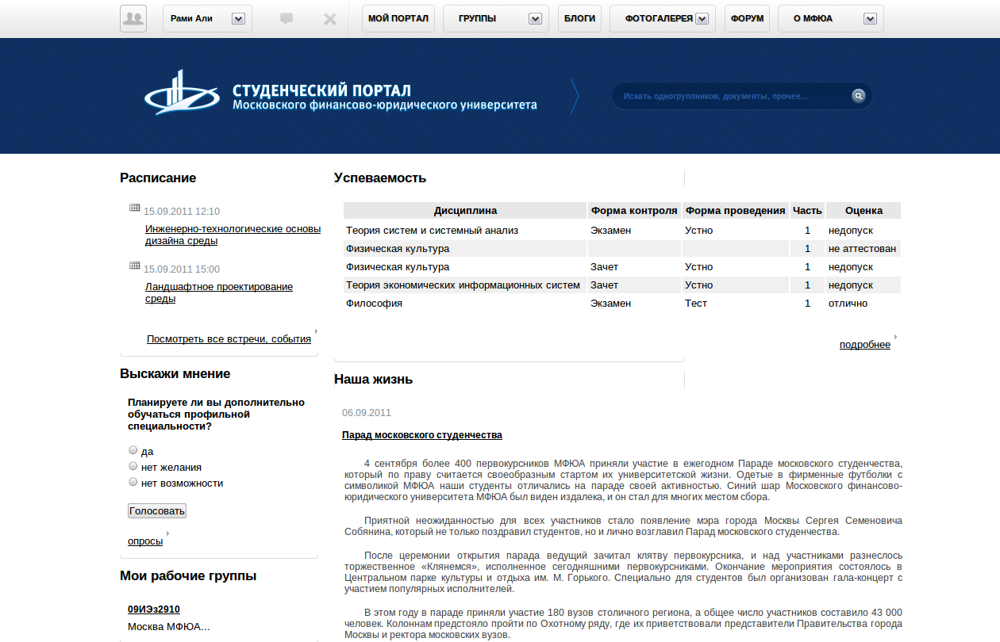 Рами Али
МОЙ ПОРТАЛ
ГРУППЫ
БЛОГИ
ФОТОГАЛЕРЕЯ
ФОРУМ
О МФЮА
СТУДЕНЧЕСКИЙ ПОРТАЛ
Московского финансово-юридического университета
Искать одногруппников, документы, прочее...
Расписание
15.09.2011 12:10
Инженерно-технологические основы
дизайна среды
15.09.2011 15:00
Ландшафтное проектирование
среды
Посмотреть все встречи, события
Выскажи мнение
Планируете ли вы дополнительно
обучаться профильной
специальности?
да
нет желания
нет возможности
Голосовать
опросы
Мои рабочие группы
09ИЭз2910
Москва МФЮА...
Успеваемость
Дисциплина Форма контроля Форма проведения Часть Оценка
Теория систем и системный анализ Экзамен Устно 1 недопуск
Физическая культура 1 не аттестован
Физическая культура Зачет Устно 1 недопуск
Теория экономических информационных систем Зачет Устно 1 недопуск
Философия Экзамен Тест 1 отлично
подробнее
Наша жизнь
06.09.2011
Парад московского студенчества
4 сентября более 400 первокурсников МФЮА приняли участие в ежегодном Параде московского студенчества,
который по праву считается своеобразным стартом их университетской жизни. Одетые в фирменные футболки с
символикой МФЮА наши студенты отличались на параде своей активностью. Синий шар Московского финансово-
юридического университета МФЮА был виден издалека, и он стал для многих местом сбора.
Приятной неожиданностью для всех участников стало появление мэра города Москвы Сергея Семеновича
Собянина, который не только поздравил студентов, но и лично возглавил Парад московского студенчества.
После церемонии открытия парада ведущий зачитал клятву первокурсника, и над участниками разнеслось
торжественное «Клянемся», исполненное сегодняшними первокурсниками. Окончание мероприятия состоялось в
Центральном парке культуры и отдыха им. М. Горького. Специально для студентов был организован гала-концерт с
участием популярных исполнителей.
В этом году в параде приняли участие 180 вузов столичного региона, а общее число участников составило 43 000
человек. Колоннам предстояло пройти по Охотному ряду, где их приветствовали представители Правительства города
Москвы и ректора московских вузов.